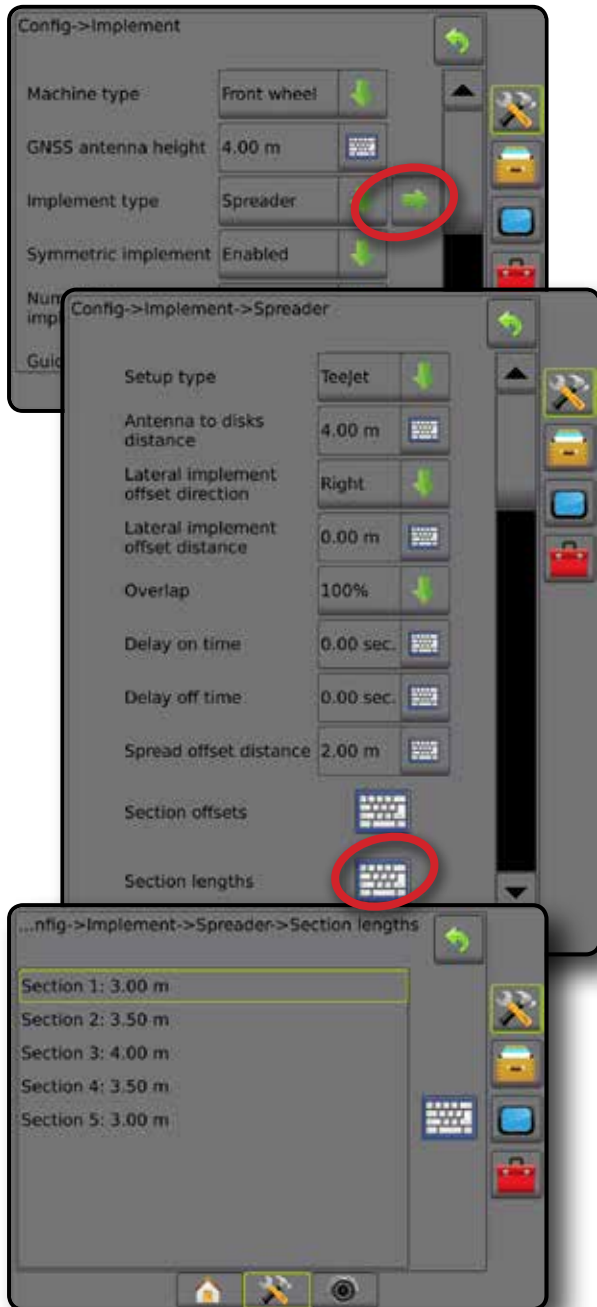 Config->Implement
Machine type Front wheel
GNSS antenna height 4.00 m
Implement type Spreader
Symmetric implement Enabled
Config->Implement->Spreader
Setup type TeeJet
Antenna to disks
distance 4.00 m
Lateral implement
offset direction Right
Lateral implement
offset distance 0.00 m
Overlap 100%
Delay on time 0.00 sec.
Delay off time 0.00 sec.
Spread offset distance 2.00 m
Section offsets
Section lengths
...nfig->Implement->Spreader->Section lengths
Section 1: 3.00 m
Section 2: 3.50 m
Section 3: 4.00 m
Section 4: 3.50 m
Section 5: 3.00 m